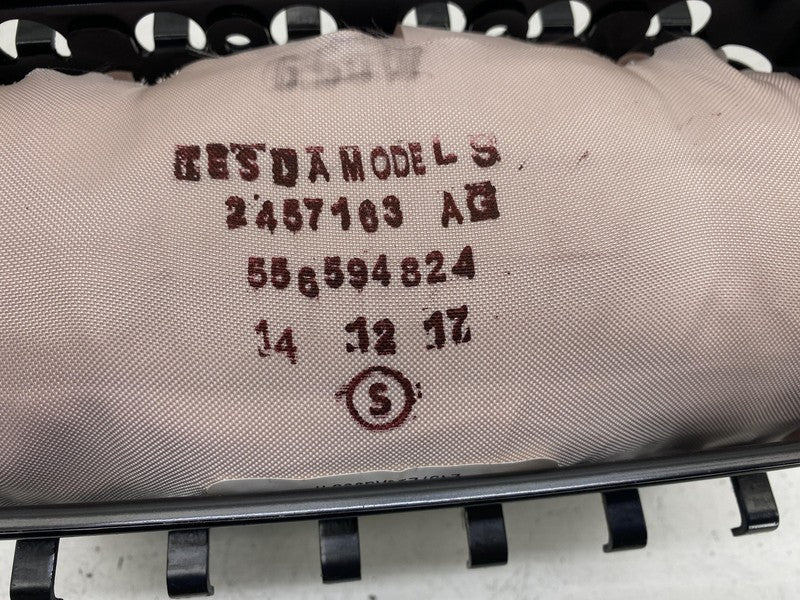 TESLA MODEL S
2457163 AG
556594824
14 12 17
S